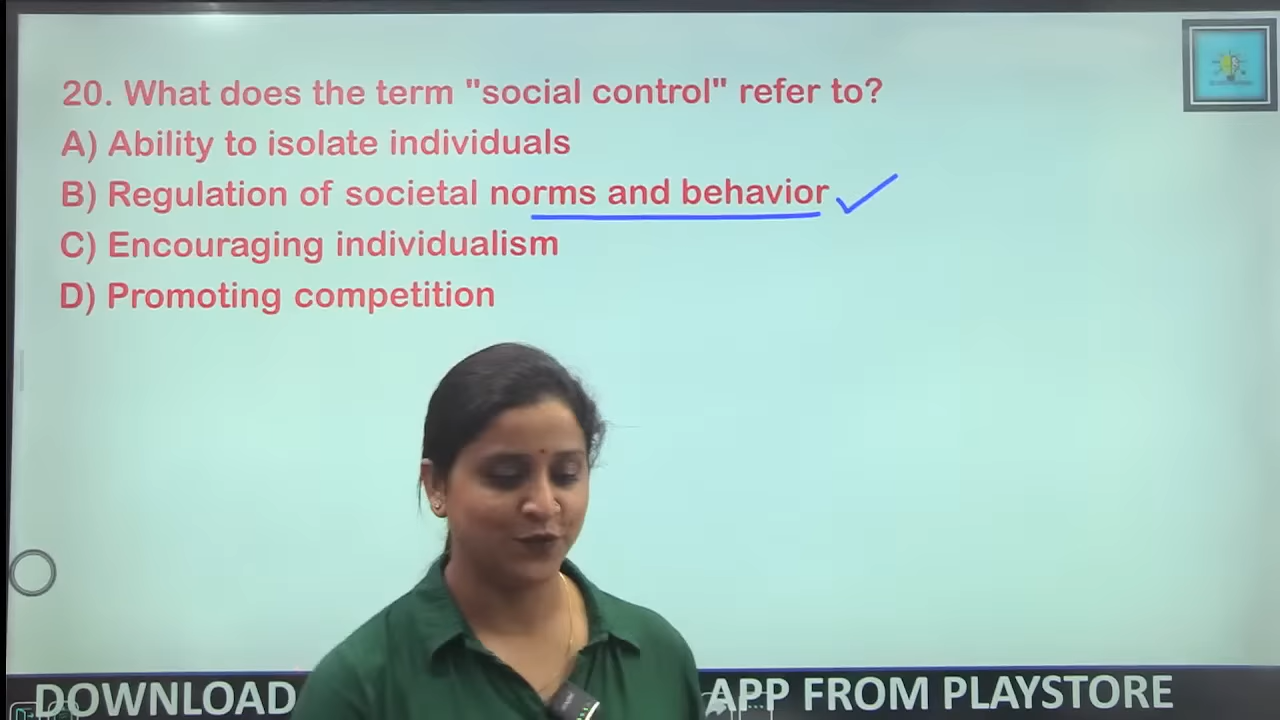 20. What does the term "social control" refer to?
A) Ability to isolate individuals
B) Regulation of societal norms and behavior
C) Encouraging individualism
D) Promoting competition
DOWNLOAD APP FROM PLAYSTORE